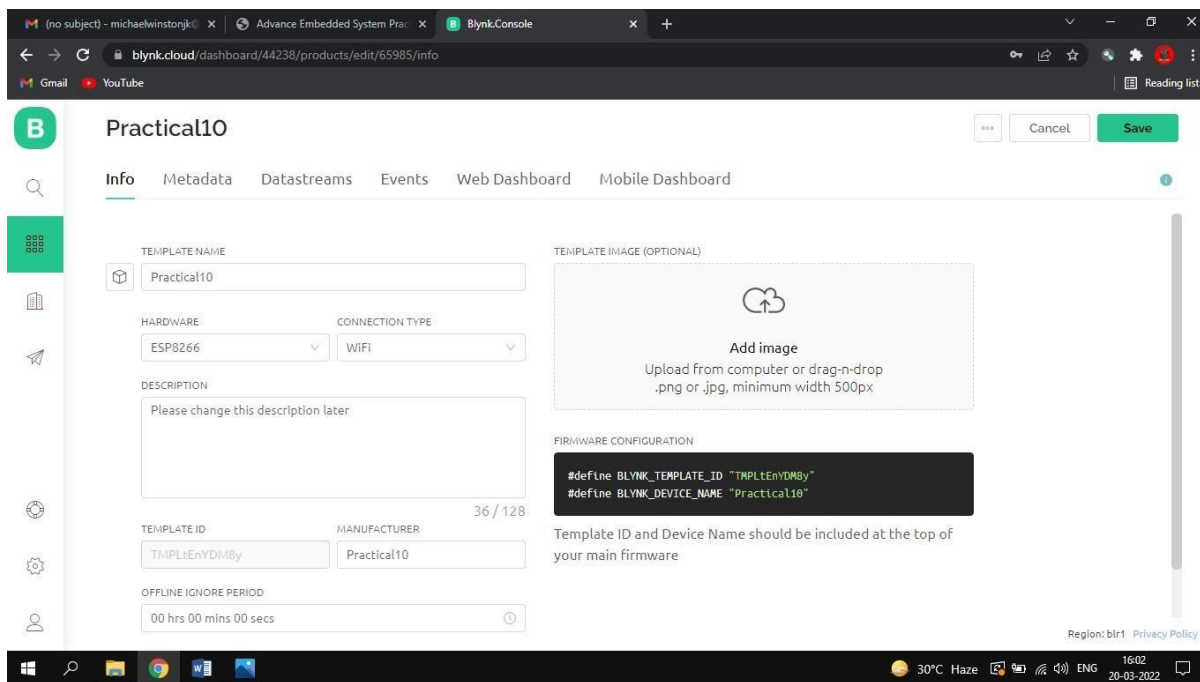 (no subject) - michaelwinstonjk
Advance Embedded System Prac
Blynk.Console
blynk.cloud/dashboard/44238/products/edit/65985/info
Gmail
YouTube
Reading list
B
Practical10
Cancel
Save
Info
Metadata
Datastreams
Events
Web Dashboard
Mobile Dashboard
TEMPLATE NAME
Practical10
HARDWARE
CONNECTION TYPE
ESP8266
WiFi
DESCRIPTION
Please change this description later
36 / 128
TEMPLATE ID
MANUFACTURER
TMPLtEnYDM8y
Practical10
OFFLINE IGNORE PERIOD
00 hrs 00 mins 00 secs
TEMPLATE IMAGE (OPTIONAL)
Add image
Upload from computer or drag-n-drop
.png or .jpg, minimum width 500px
FIRMWARE CONFIGURATION
#define BLYNK_TEMPLATE_ID "TMPLtEnYDM8y"
#define BLYNK_DEVICE_NAME "Practical10"
Template ID and Device Name should be included at the top of
your main firmware
Region: blr1 Privacy Policy
30°C Haze
ENG
16:02
20-03-2022